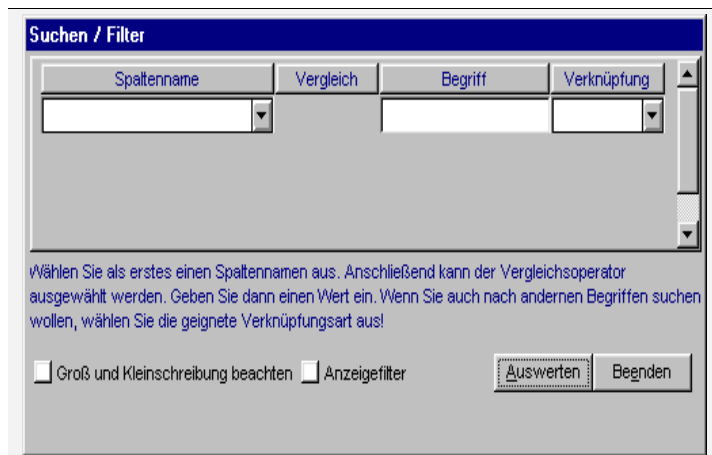 Suchen / Filter
Spaltenname Vergleich Begriff Verknüpfung
Wählen Sie als erstes einen Spaltennamen aus. Anschließend kann der Vergleichsoperator
ausgewählt werden. Geben Sie dann einen Wert ein. Wenn Sie auch nach andernen Begriffen suchen
wollen, wählen Sie die geignete Verknüpfungsart aus!
Groß und Kleinschreibung beachten Anzeigefilter Auswerten Beenden